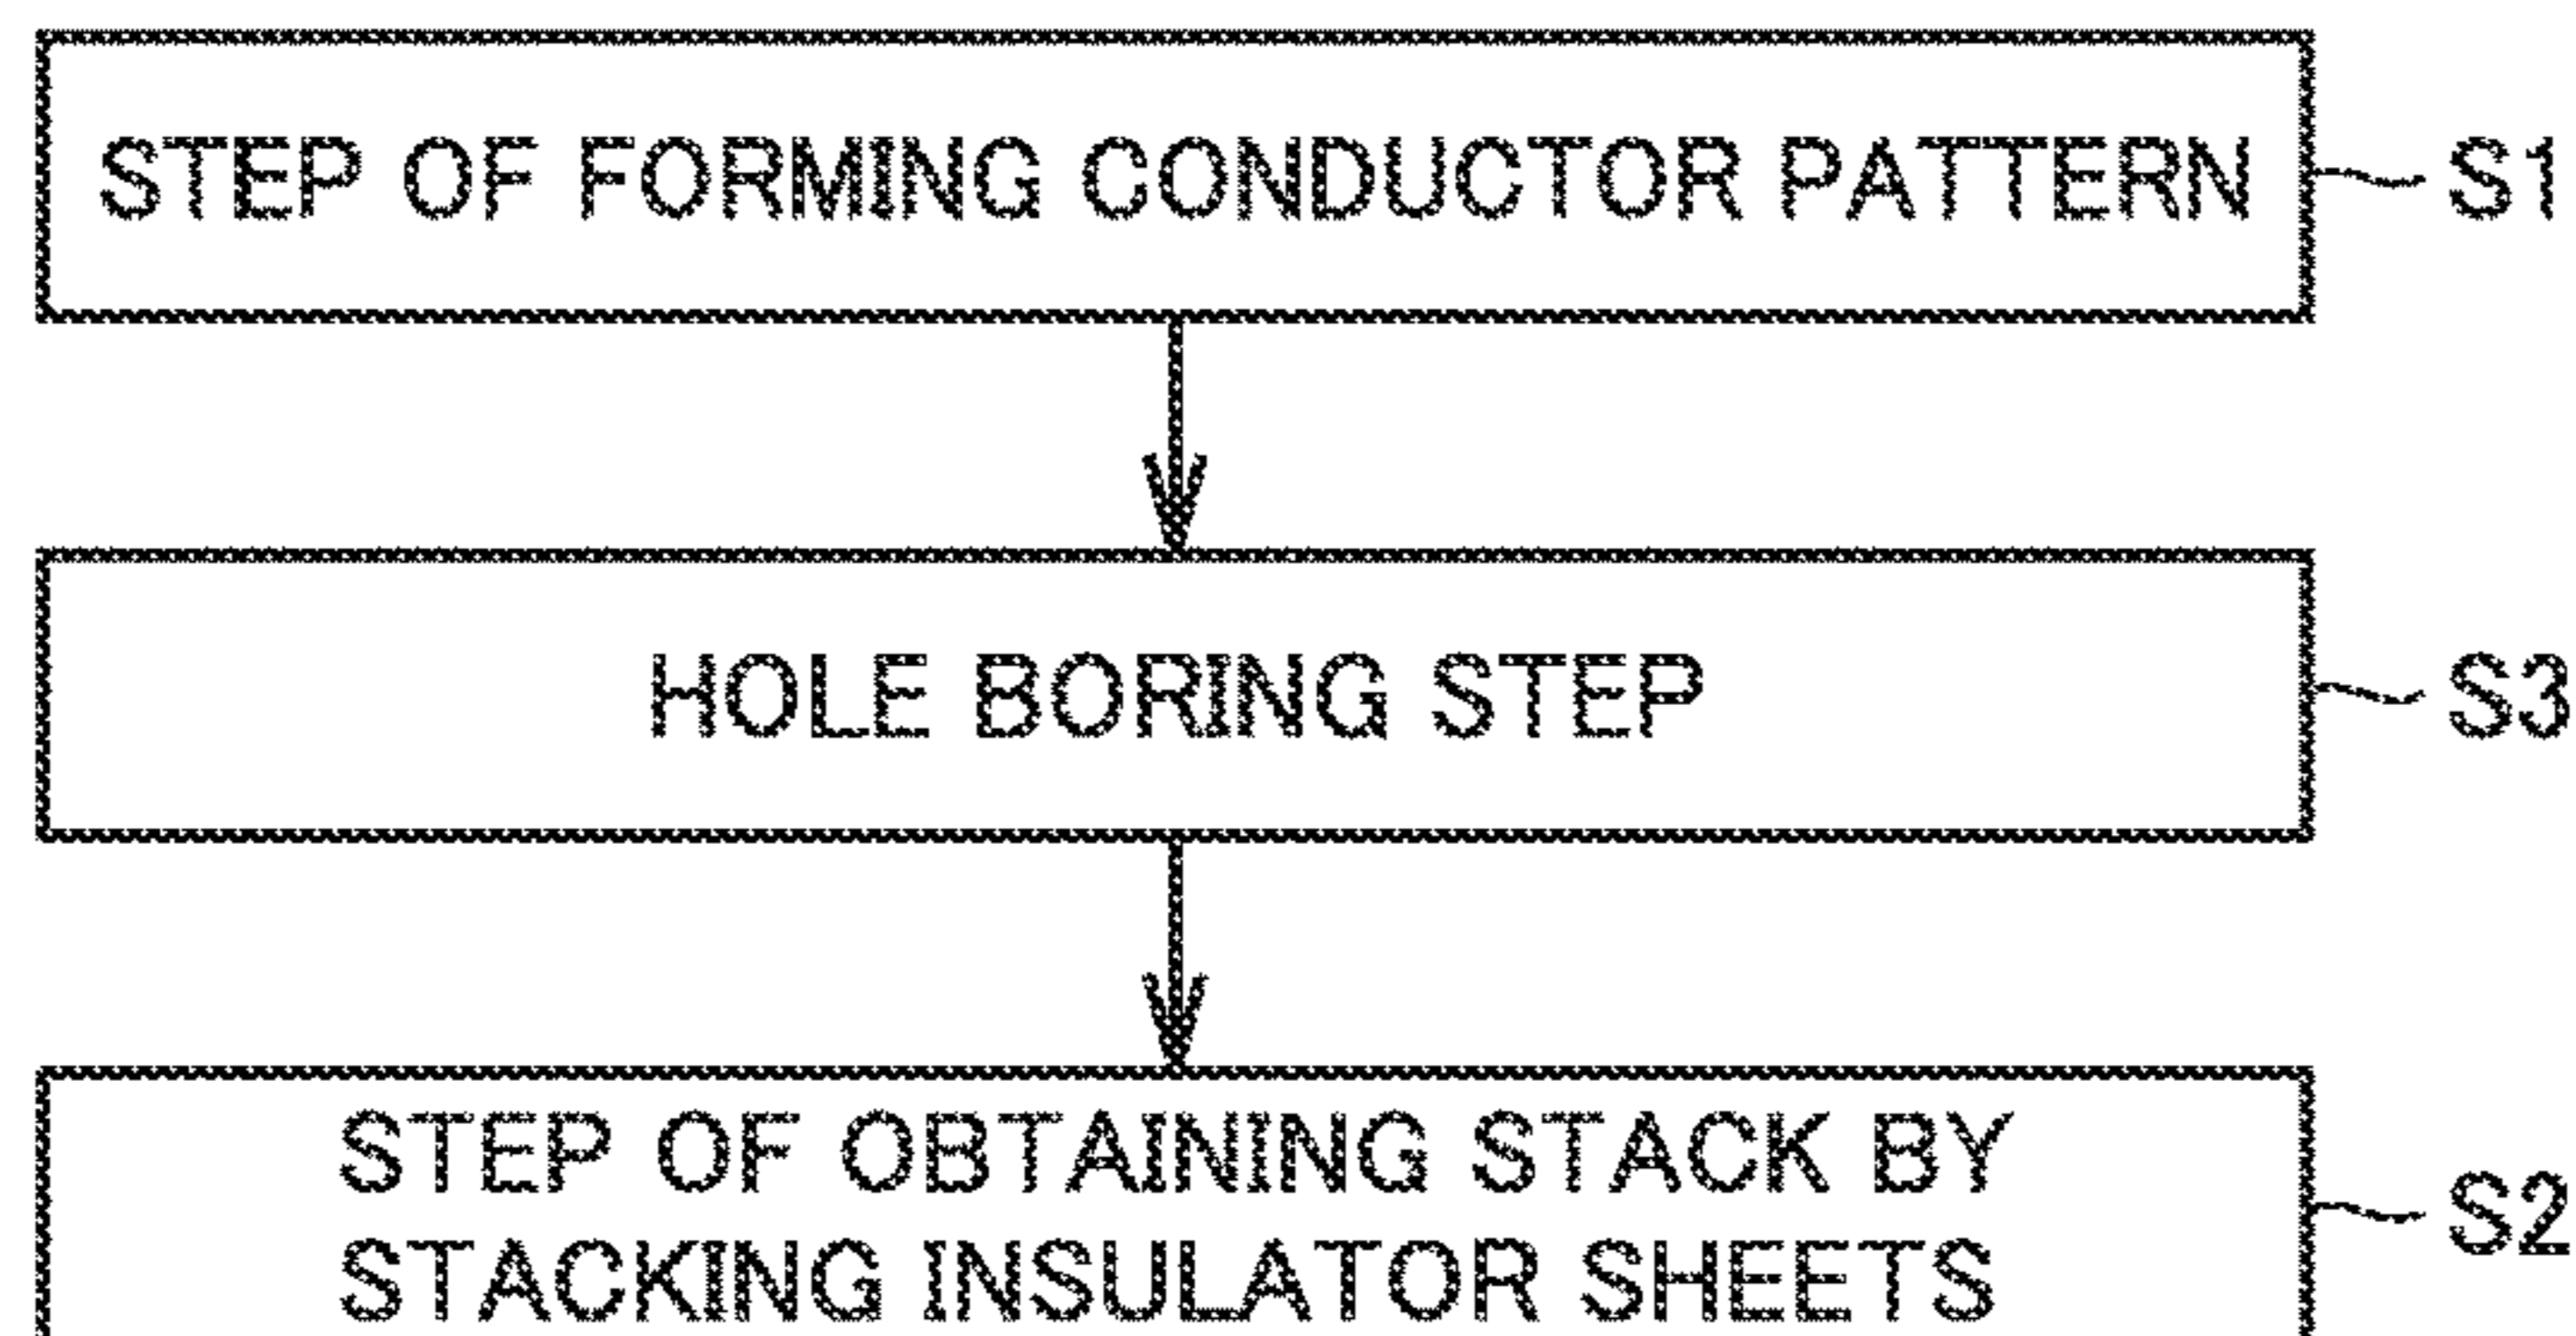 STEP OF FORMING CONDUCTOR PATTERN
S1
HOLE BORING STEP
S3
STEP OF OBTAINING STACK BY
STACKING INSULATOR SHEETS
S2